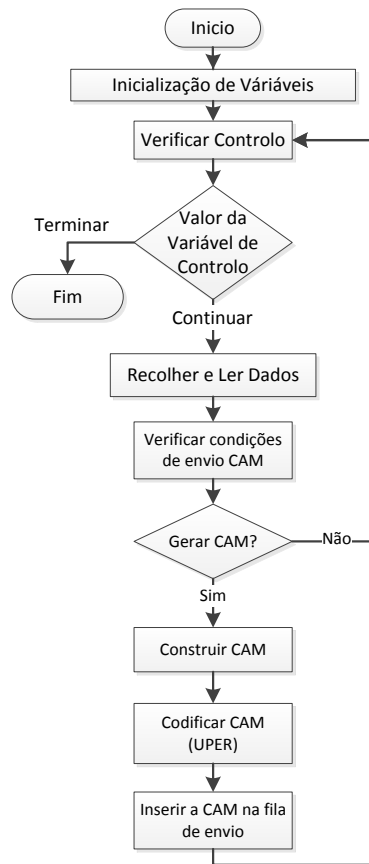 Inicio
Inicialização de Váriáveis
Verificar Controlo
Valor da
Variável de
Controlo
Terminar
Fim
Continuar
Recolher e Ler Dados
Verificar condições
de envio CAM
Gerar CAM?
Não
Sim
Construir CAM
Codificar CAM
(UPER)
Inserir a CAM na fila
de envio